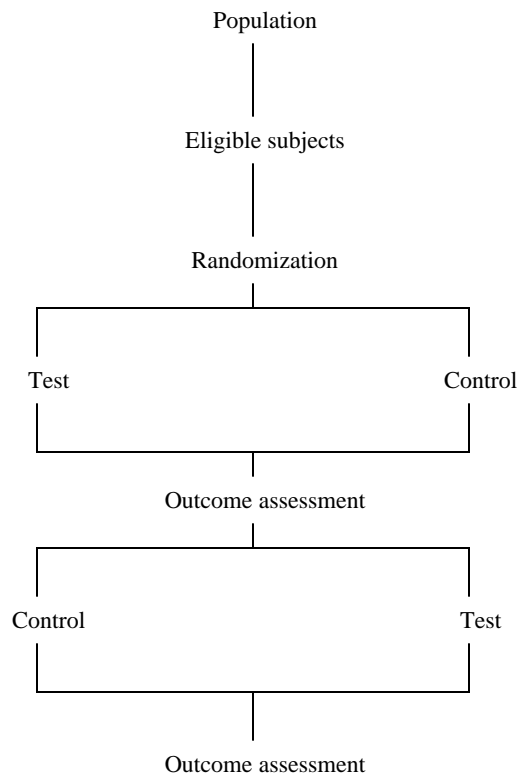 Population
Eligible subjects
Randomization
Test
Control
Outcome assessment
Control
Test
Outcome assessment